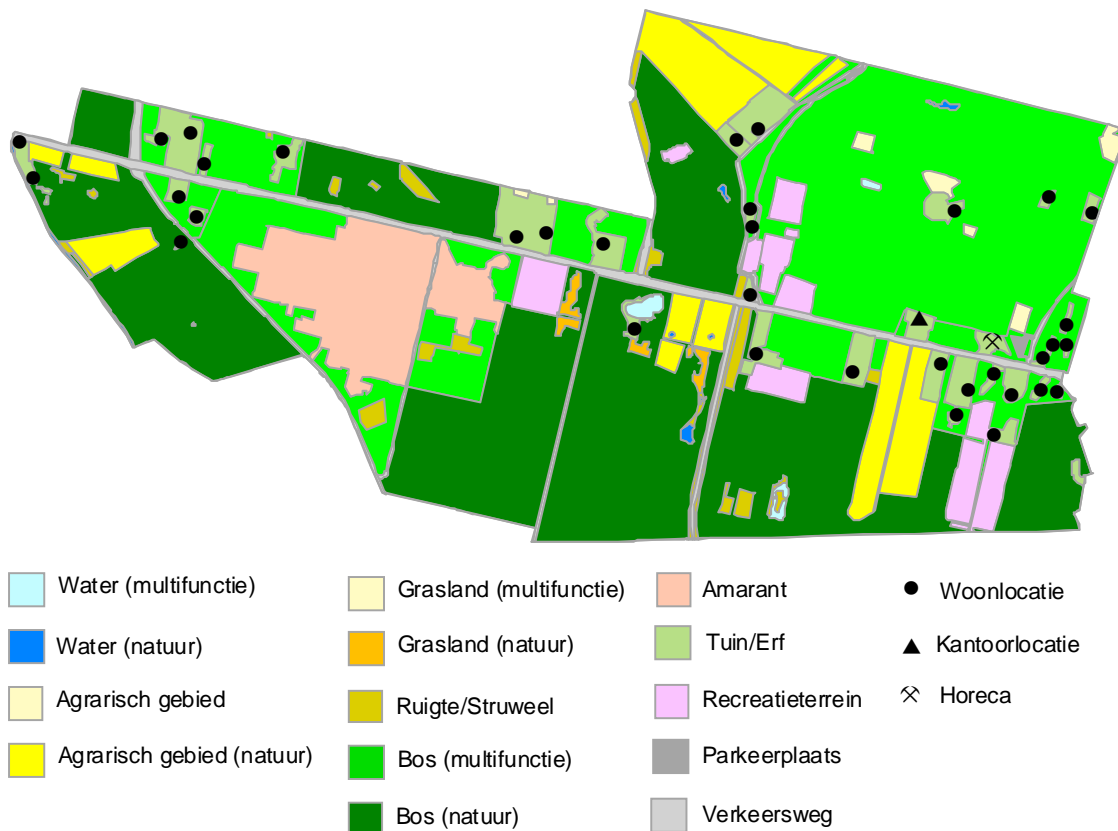 Water (multifunctie)
Water (natuur)
Agrarisch gebied
Agrarisch gebied (natuur)
Grasland (multifunctie)
Grasland (natuur)
Ruigte/Struweel
Bos (multifunctie)
Bos (natuur)
Amarant
Tuin/Erf
Recreatieterrein
Parkeerplaats
Verkeersweg
Woonlocatie
Kantoorlocatie
Horeca